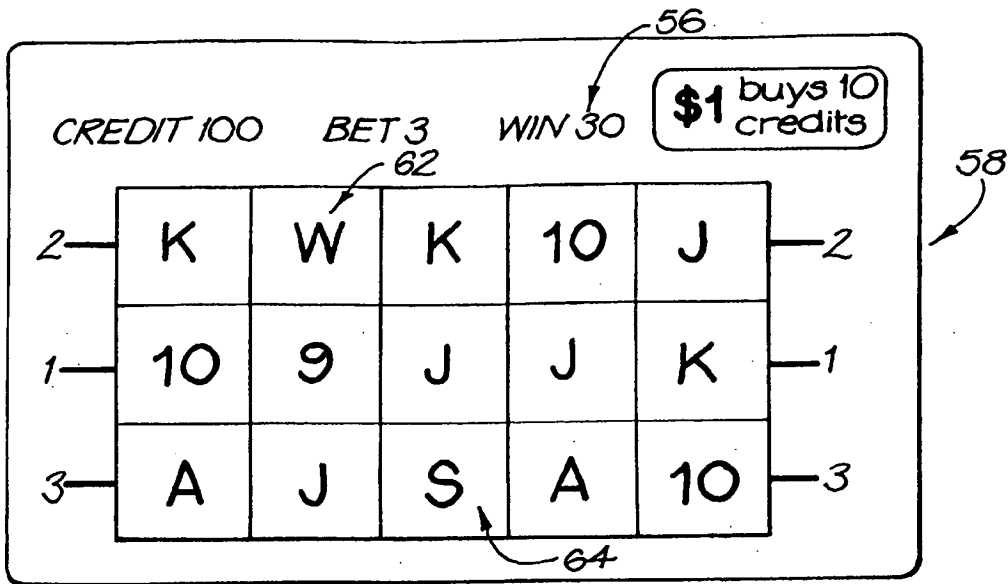 56
CREDIT 100 BET 3 WIN 30 $1 buys 10 credits
62
58
2 K W K 10 J 2
1 10 9 J J K 1
3 A J S A 10 3
64